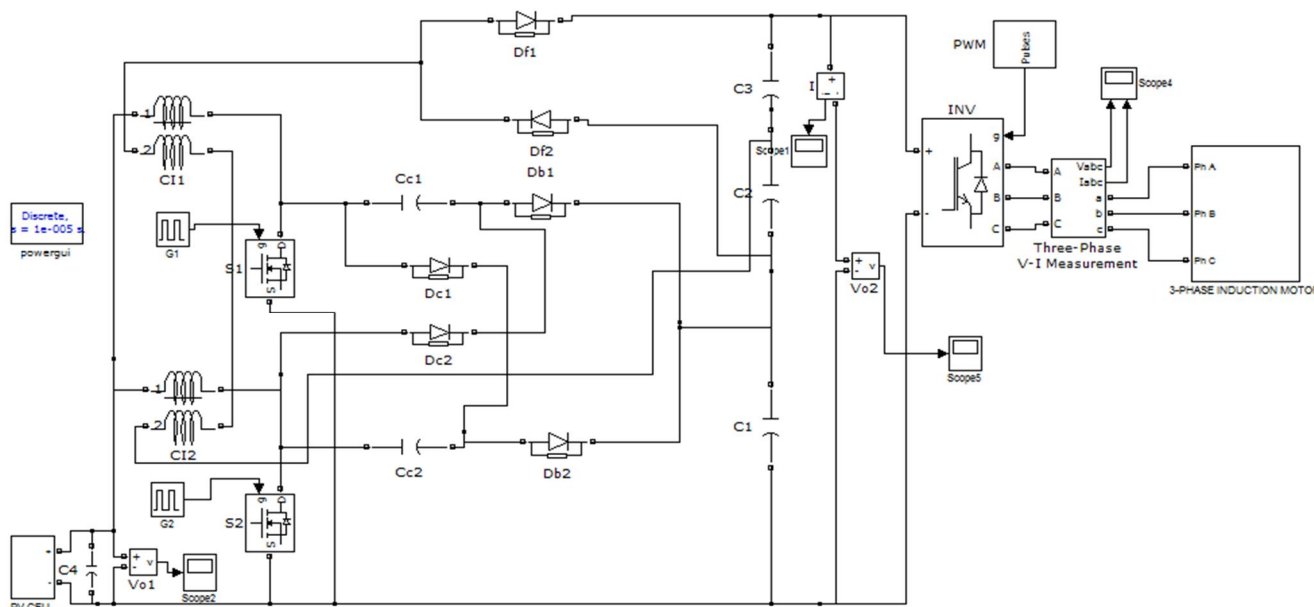 Df1
PWM
Pulses
1
C3
+
-
I
i
Scope4
INV
2
Df2
Scope1
g
CI1
Db1
C2
+
A
A
Vabc
Iabc
Cc1
a
Ph A
B
B
b
Ph B
Discrete,
s = 1e-005 s.
powergui
g
D
-
C
C
c
G1
S1
S
Three-Phase
V-I Measurement
Ph C
Dc1
+
-
v
Vo2
3-PHASE INDUCTION MOTOR
Dc2
Scope5
1
2
C1
CI2
Cc2
Db2
g
D
G2
S2
S
+
-
C4
+
-
v
Vo1
Scope2
PV CELL